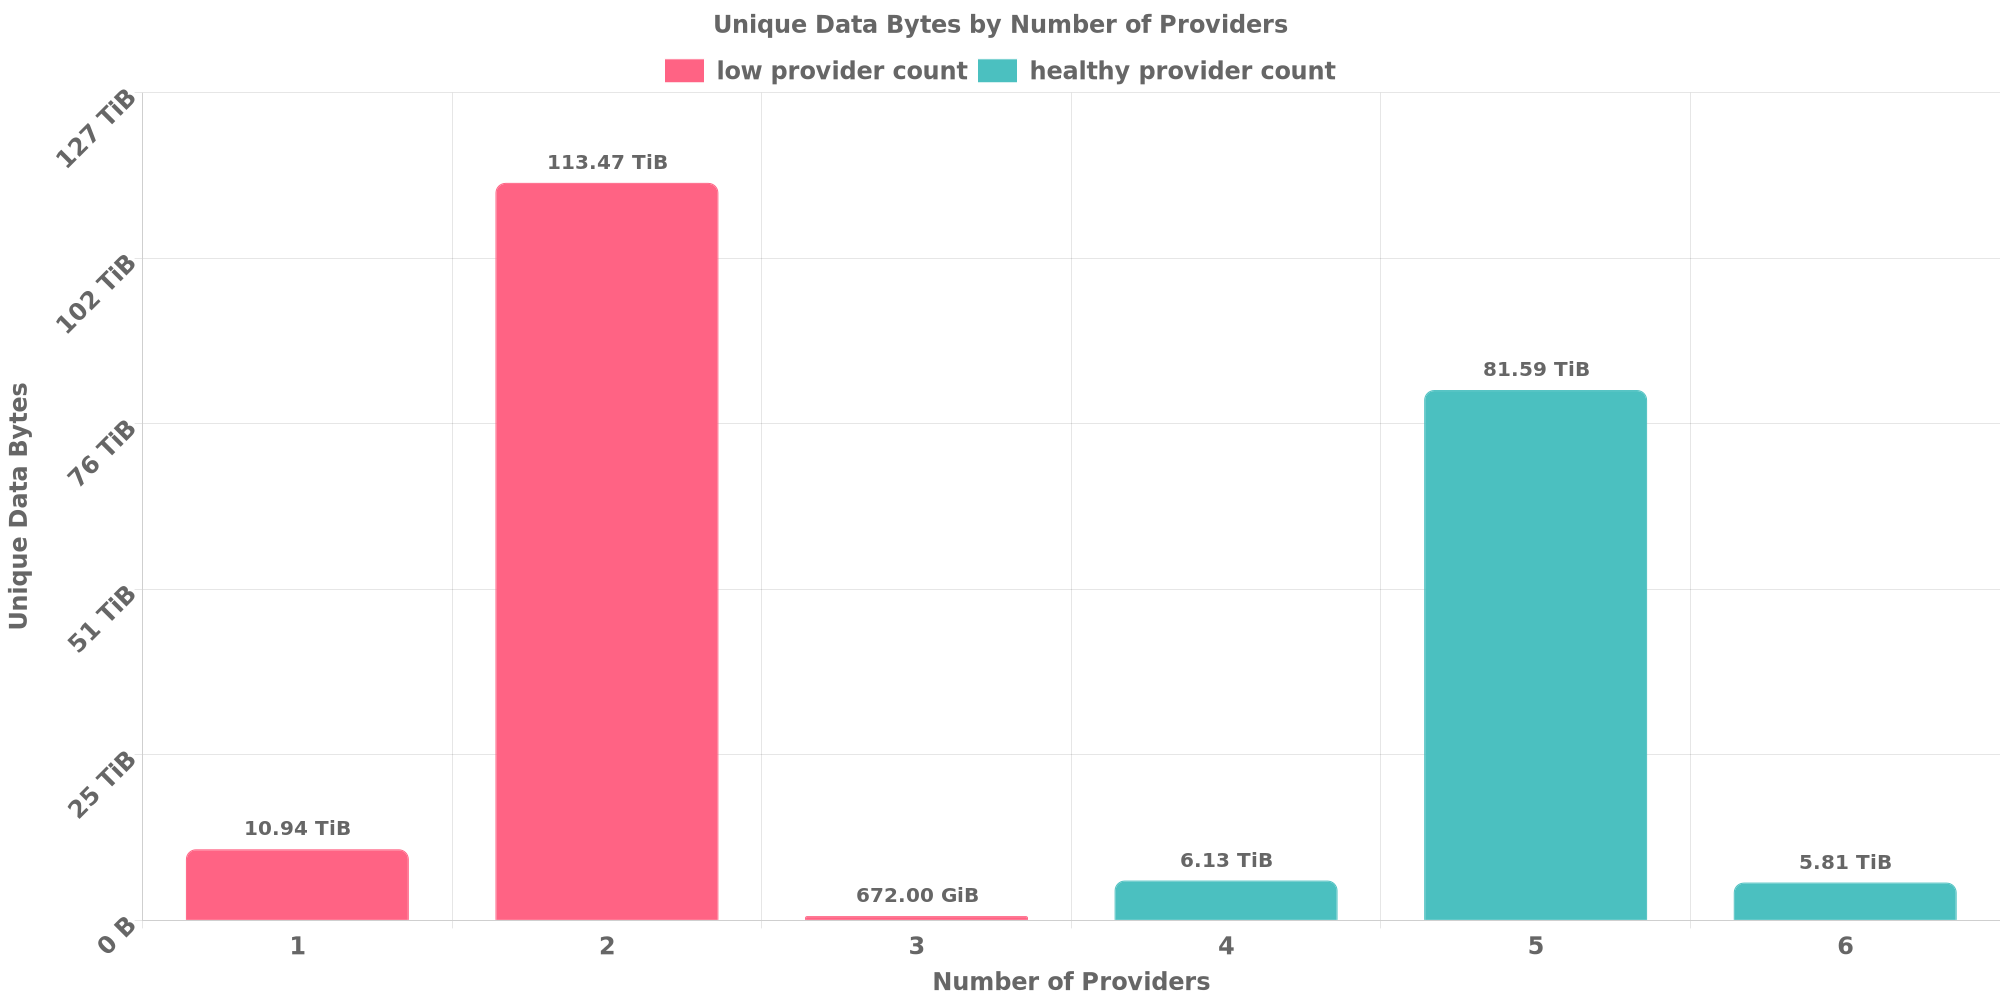 Unique Data Bytes by Number of Providers
low provider count
healthy provider count
127 TiB
102 TiB
76 TiB
51 TiB
25 TiB
0 B
Unique Data Bytes
10.94 TiB
113.47 TiB
672.00 GiB
6.13 TiB
81.59 TiB
5.81 TiB
1
2
3
4
5
6
Number of Providers